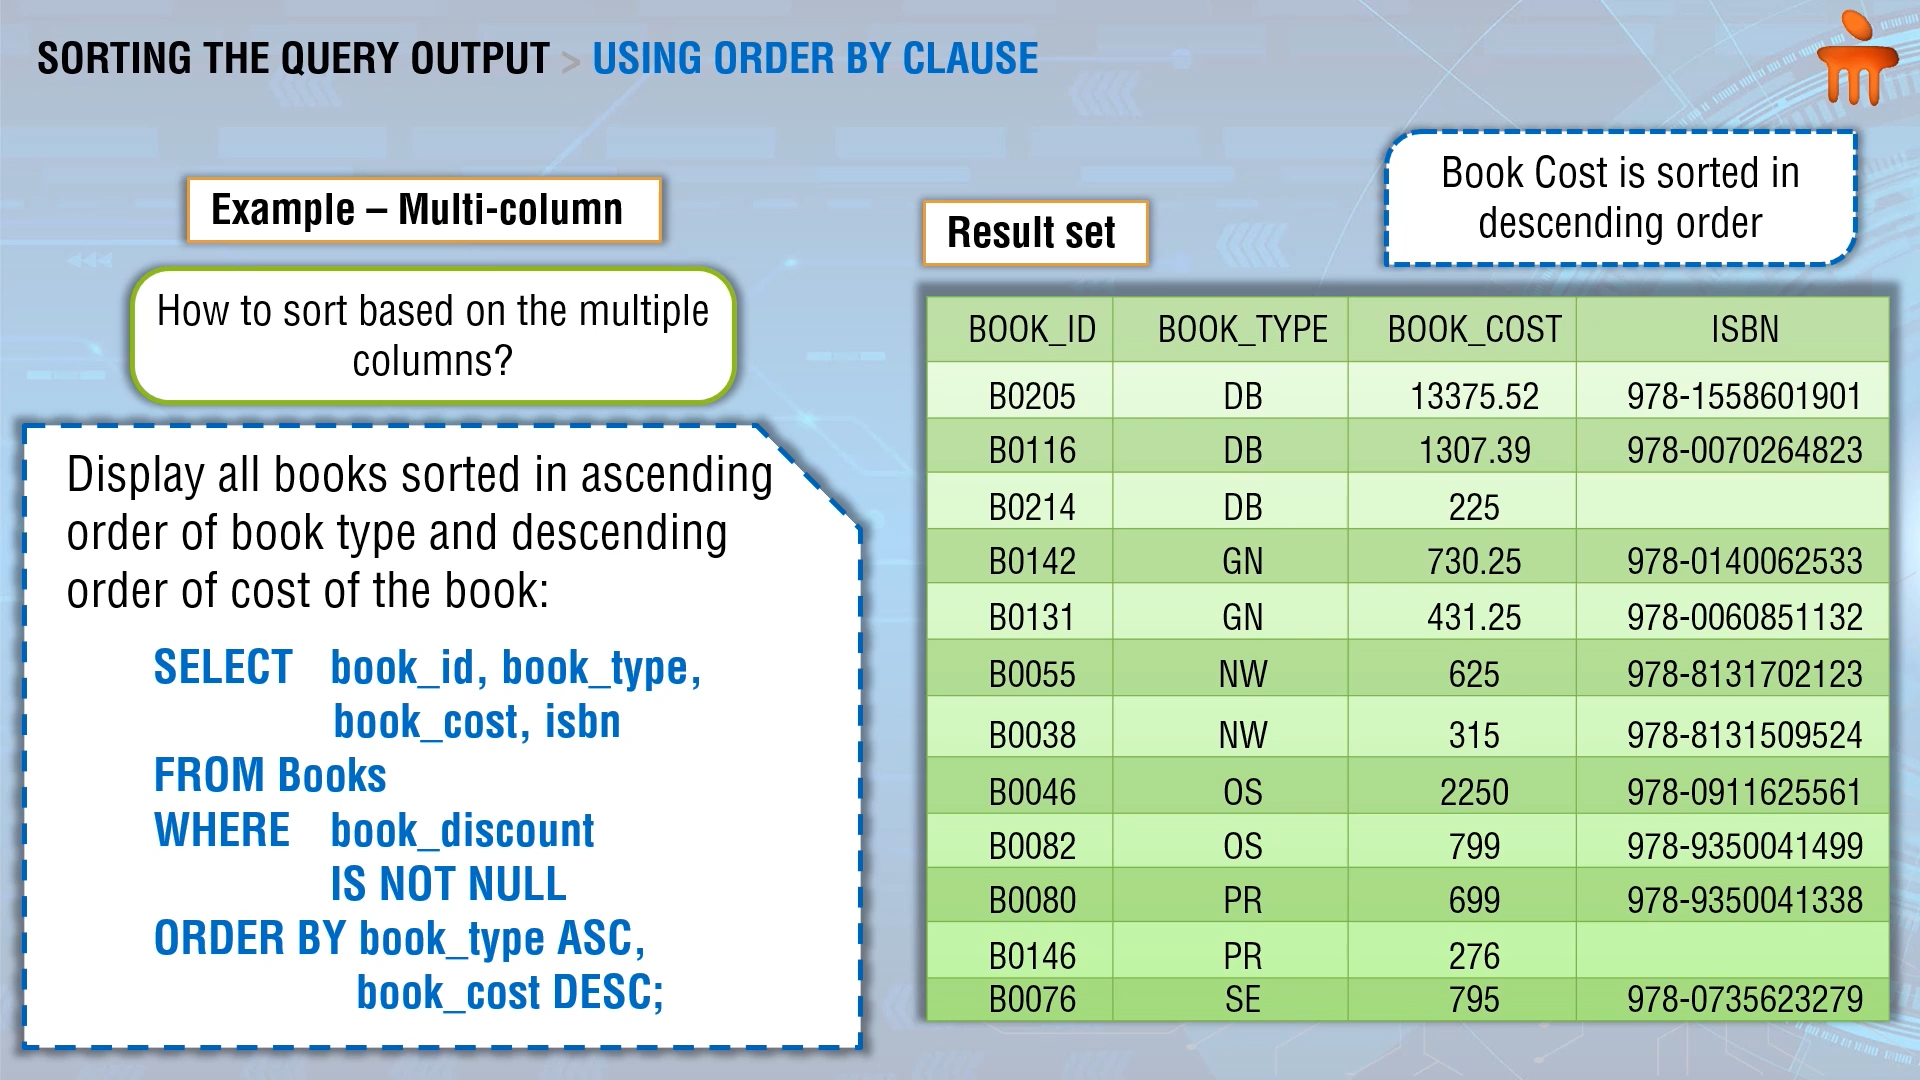 SORTING THE QUERY OUTPUT > USING ORDER BY CLAUSE
Example – Multi-column
How to sort based on the multiple
columns?
Display all books sorted in ascending
order of book type and descending
order of cost of the book:
SELECT book_id, book_type,
book_cost, isbn
FROM Books
WHERE book_discount
IS NOT NULL
ORDER BY book_type ASC,
book_cost DESC;
Result set
Book Cost is sorted in
descending order
BOOK_ID BOOK_TYPE BOOK_COST ISBN
B0205 DB 13375.52 978-1558601901
B0116 DB 1307.39 978-0070264823
B0214 DB 225
B0142 GN 730.25 978-0140062533
B0131 GN 431.25 978-0060851132
B0055 NW 625 978-8131702123
B0038 NW 315 978-8131509524
B0046 OS 2250 978-0911625561
B0082 OS 799 978-9350041499
B0080 PR 699 978-9350041338
B0146 PR 276
B0076 SE 795 978-0735623279